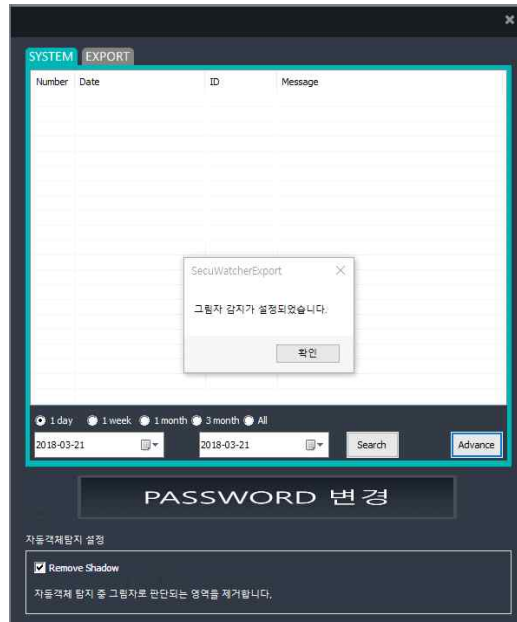 ×
SYSTEM EXPORT
Number Date ID Message
SecuWatcherExport ×
그림자 감지가 설정되었습니다.
확인
1 day 1 week 1 month 3 month All
2018-03-21 2018-03-21 Search Advance
PASSWORD 변경
자동객체탐지 설정
Remove Shadow
자동객체 탐지 중 그림자로 판단되는 영역을 제거합니다.